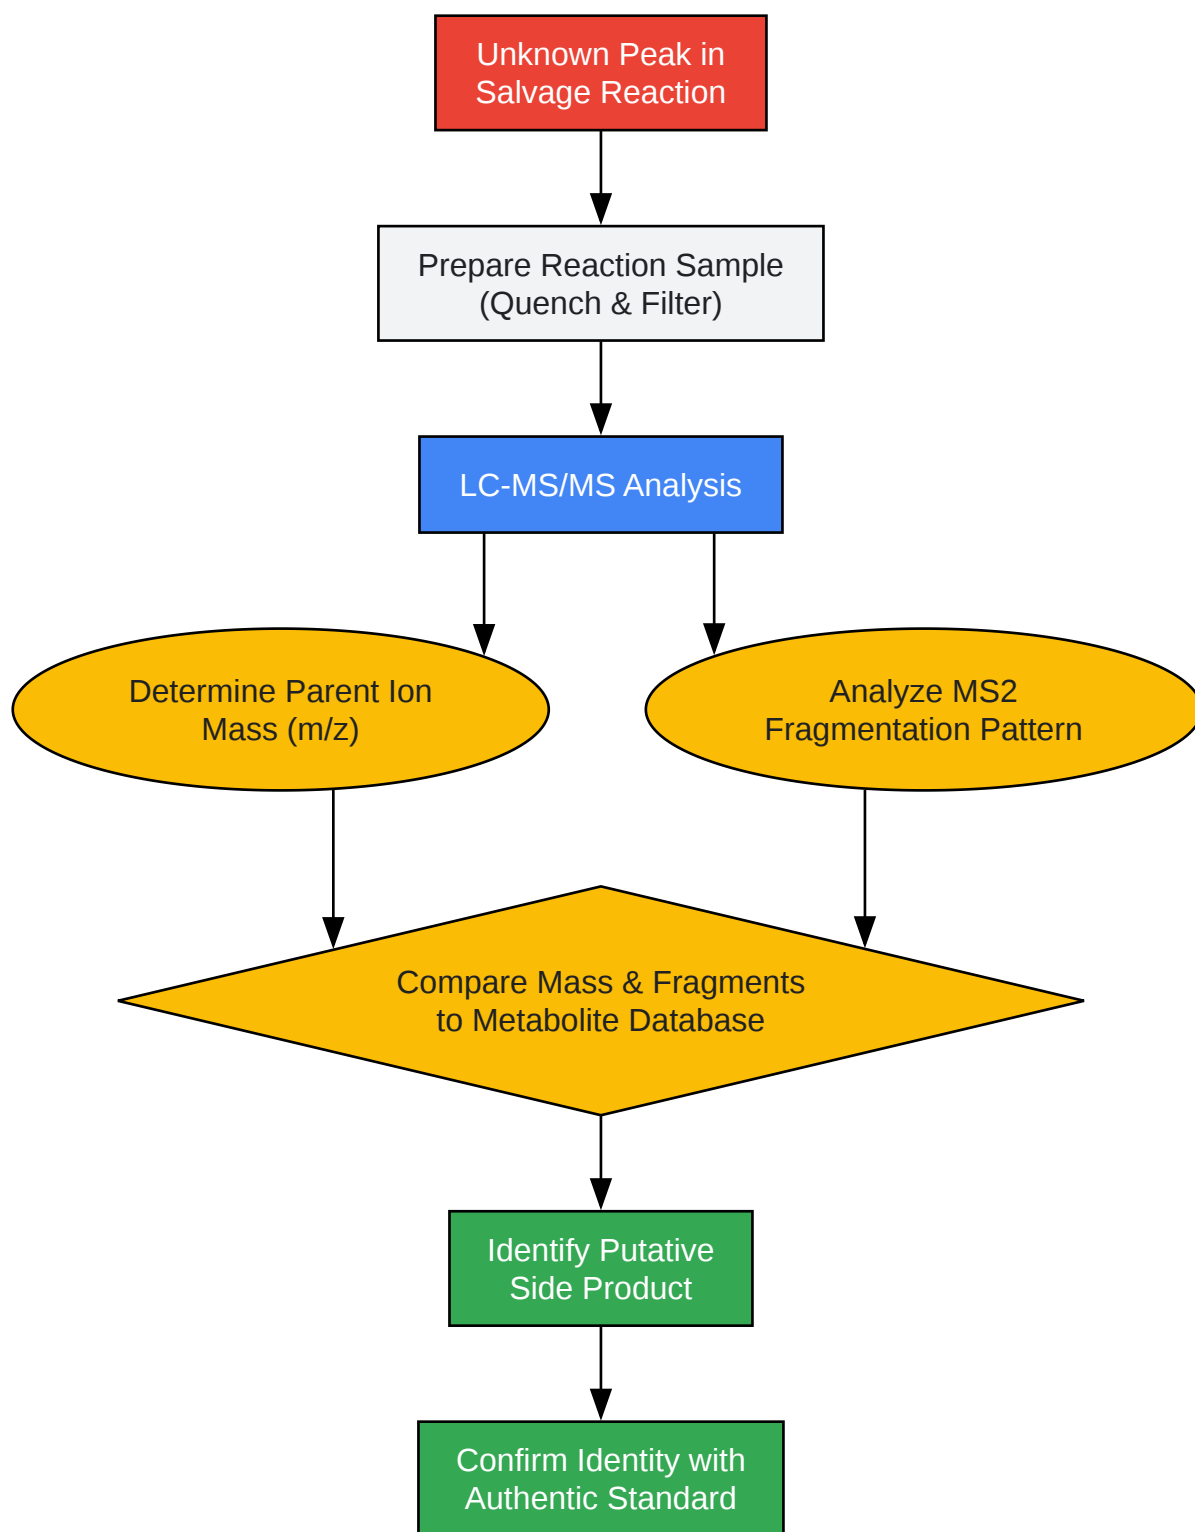 Unknown Peak in
Salvage Reaction
Prepare Reaction Sample
(Quench & Filter)
LC-MS/MS Analysis
Determine Parent Ion
Mass (m/z)
Analyze MS2
Fragmentation Pattern
Compare Mass & Fragments
to Metabolite Database
Identify Putative
Side Product
Confirm Identity with
Authentic Standard